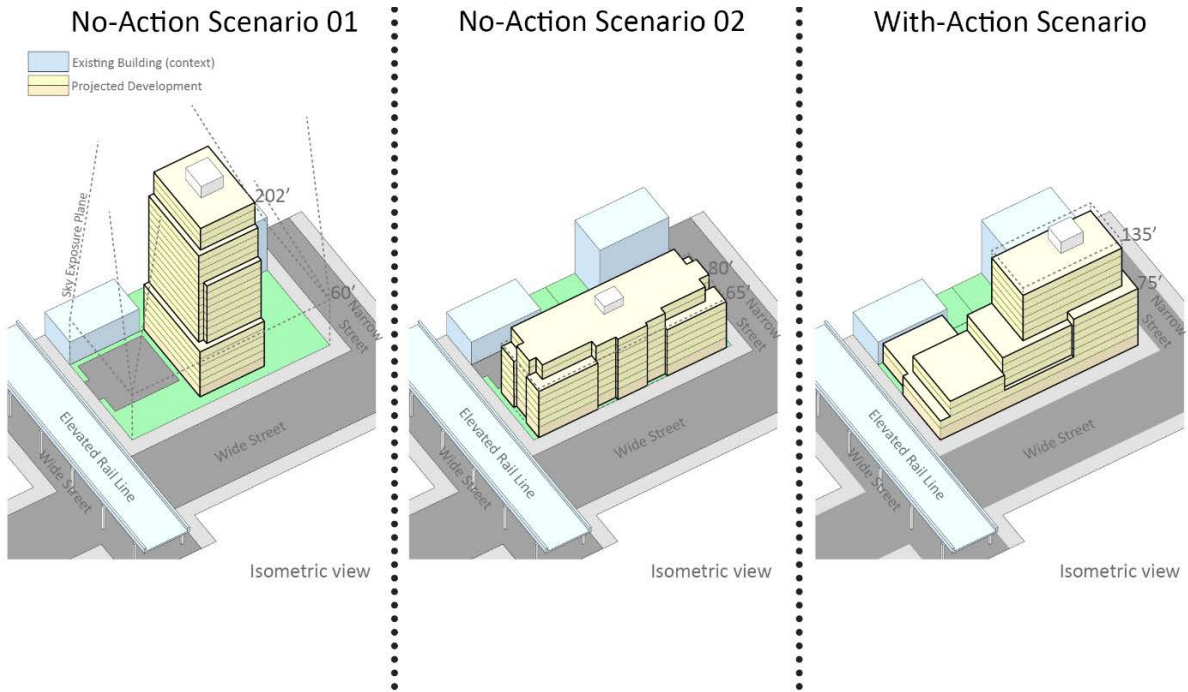 No-Action Scenario 01
No-Action Scenario 02
With-Action Scenario
Existing Building (context)
Projected Development
Sky Exposure Plane
202’
60’
Narrow
Street
Wide Street
Elevated Rail Line
Wide Street
Isometric view
80’
65’
Narrow
Street
Wide Street
Elevated Rail Line
Wide Street
Isometric view
135’
75’
Narrow
Street
Wide Street
Elevated Rail Line
Wide Street
Isometric view